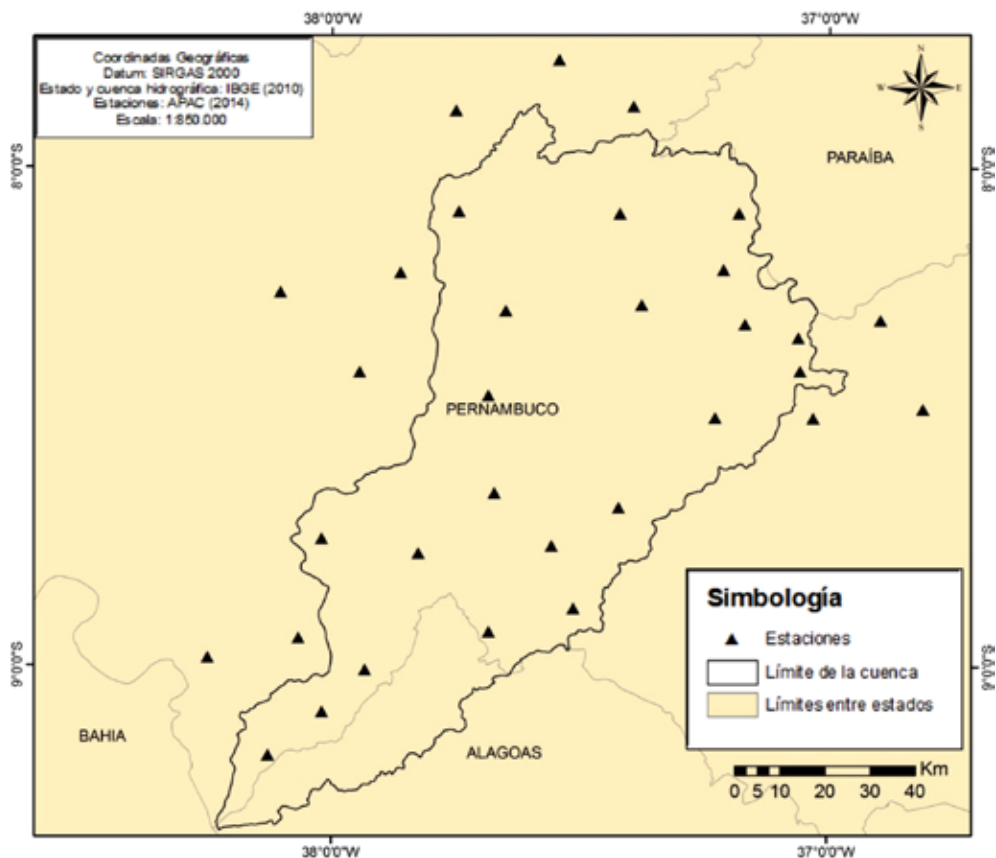 38°0'0"W
37°0'0"W
Coordinadas Geográficas
Datum: SIRGAS 2000
Estado y cuenca hidrográfica: IBGE (2010)
Estaciones: APAC (2014)
Escala: 1:850.000
N
W
E
S
PARAÍBA
8°0'0"S
8°0'0"S
PERNAMBUCO
Simbología
Estaciones
Límite de la cuenca
Límites entre estados
9°0'0"S
9°0'0"S
BAHIA
ALAGOAS
Km
0 5 10 20 30 40
38°0'0"W
37°0'0"W